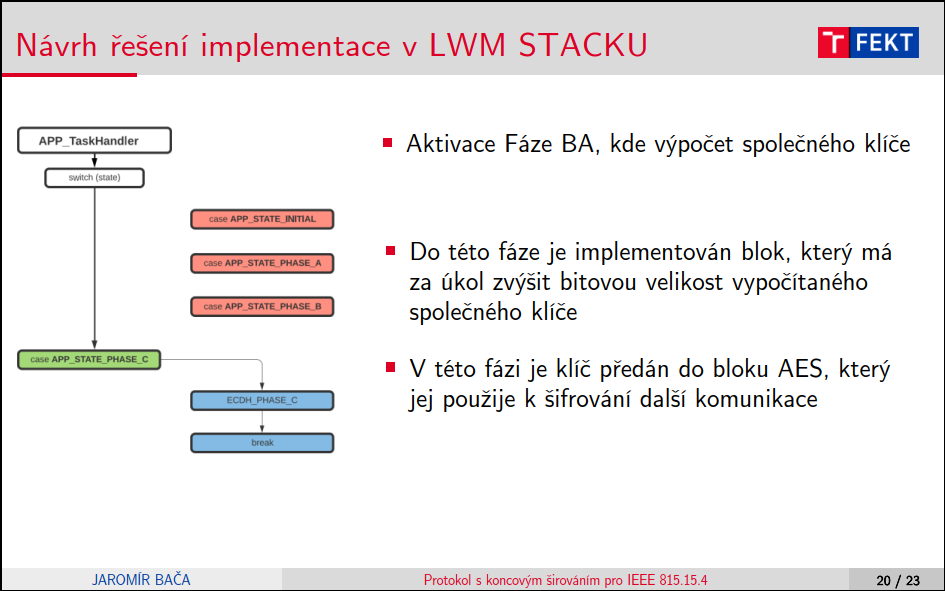 Návrh řešení implementace v LWM STACKU
T FEKT
APP_TaskHandler
switch (state)
case APP_STATE_INITIAL
case APP_STATE_PHASE_A
case APP_STATE_PHASE_B
case APP_STATE_PHASE_C
ECDH_PHASE_C
break
Aktivace Fáze BA, kde výpočet společného klíče
Do této fáze je implementován blok, který má
za úkol zvýšit bitovou velikost vypočítaného
společného klíče
V této fázi je klíč předán do bloku AES, který
jej použije k šifrování další komunikace
JAROMÍR BAČA
Protokol s koncovým širováním pro IEEE 815.15.4
20 / 23